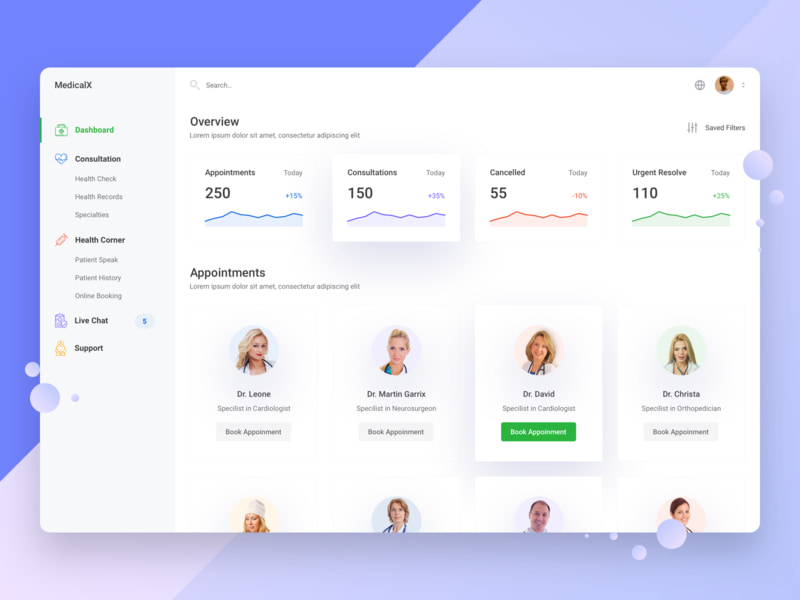 MedicalX
Search..
Dashboard
Consultation
Health Check
Health Records
Specialties
Health Corner
Patient Speak
Patient History
Online Booking
Live Chat 5
Support
Overview
Lorem ipsum dolor sit amet, consectetur adipiscing elit
Saved Filters
Appointments Today
250 +15%
Consultations Today
150 +35%
Cancelled Today
55 -10%
Urgent Resolve Today
110 +25%
Appointments
Lorem ipsum dolor sit amet, consectetur adipiscing elit
Dr. Leone
Specilist in Cardiologist
Book Appoinment
Dr. Martin Garrix
Specilist in Neurosurgeon
Book Appoinment
Dr. David
Specilist in Cardiologist
Book Appoinment
Dr. Christa
Specilist in Orthopedician
Book Appoinment